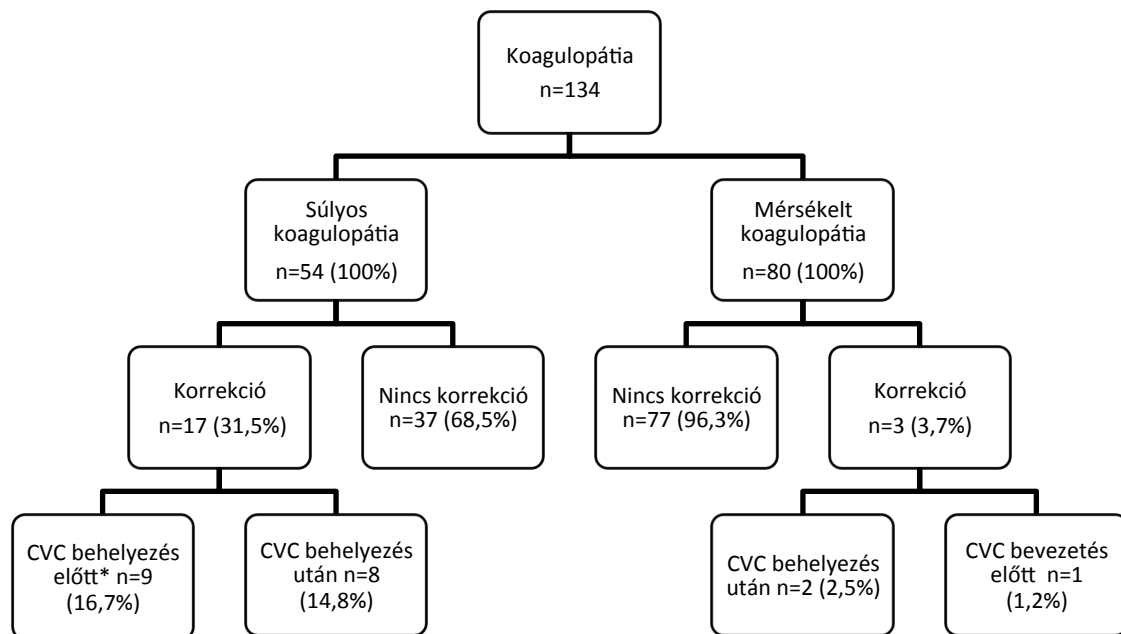 Koagulopátia
n=134
Súlyos
koagulopátia
n=54 (100%)
Mérsékelt
koagulopátia
n=80 (100%)
Korrekció
n=17 (31,5%)
Nincs korrekció
n=37 (68,5%)
Nincs korrekció
n=77 (96,3%)
Korrekció
n=3 (3,7%)
CVC behelyezés
előtt* n=9
(16,7%)
CVC behelyezés
után n=8
(14,8%)
CVC behelyezés
után n=2 (2,5%)
CVC bevezetés
előtt n=1
(1,2%)